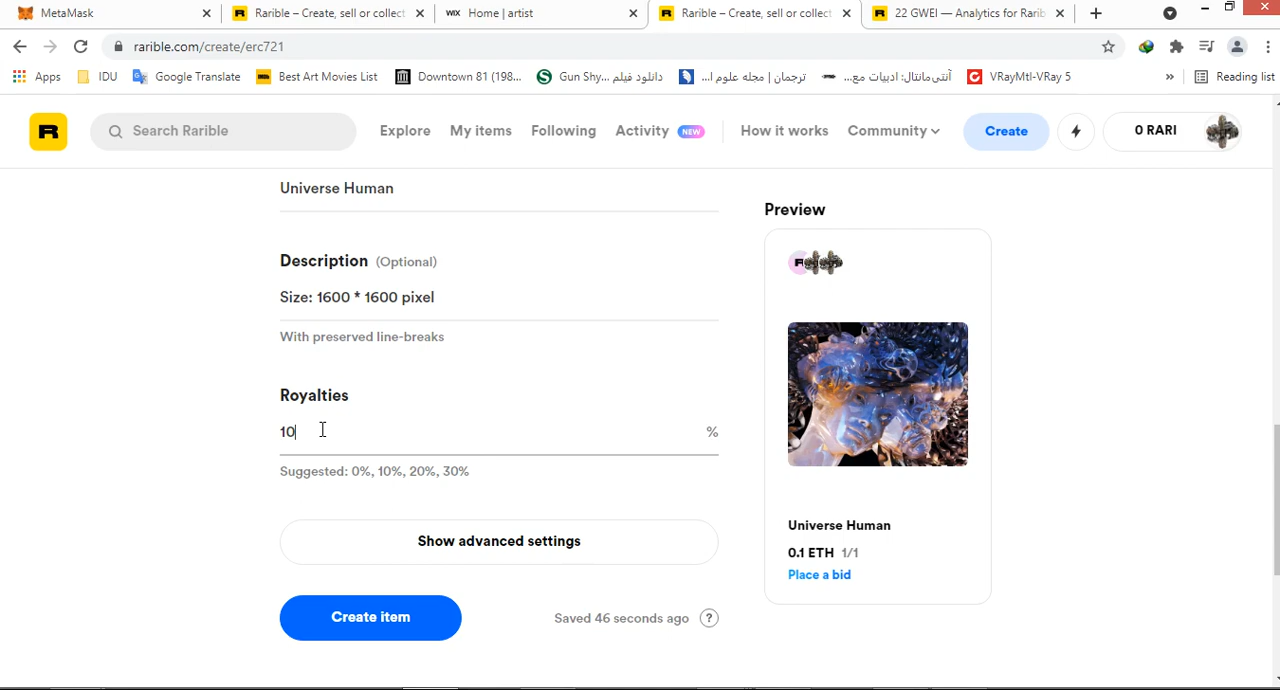 MetaMask
Rarible – Create, sell or collect
WiX Home | artist
Rarible – Create, sell or collect
22 GWEI — Analytics for Rarib
rarible.com/create/erc721
Apps
IDU
Google Translate
Best Art Movies List
Downtown 81 (198...
Gun Shy... دانلود فیلم
ترجمان | مجله علوم ا...
آنتی‌مانتال: ادبیات مع...
VRayMtl-VRay 5
»
Reading list
R
Search Rarible
Explore
My items
Following
Activity NEW
How it works
Community
Create
0 RARI
Universe Human
Description (Optional)
Size: 1600 * 1600 pixel
With preserved line-breaks
Royalties
10 %
Suggested: 0%, 10%, 20%, 30%
Show advanced settings
Create item
Saved 46 seconds ago ?
Preview
Universe Human
0.1 ETH 1/1
Place a bid